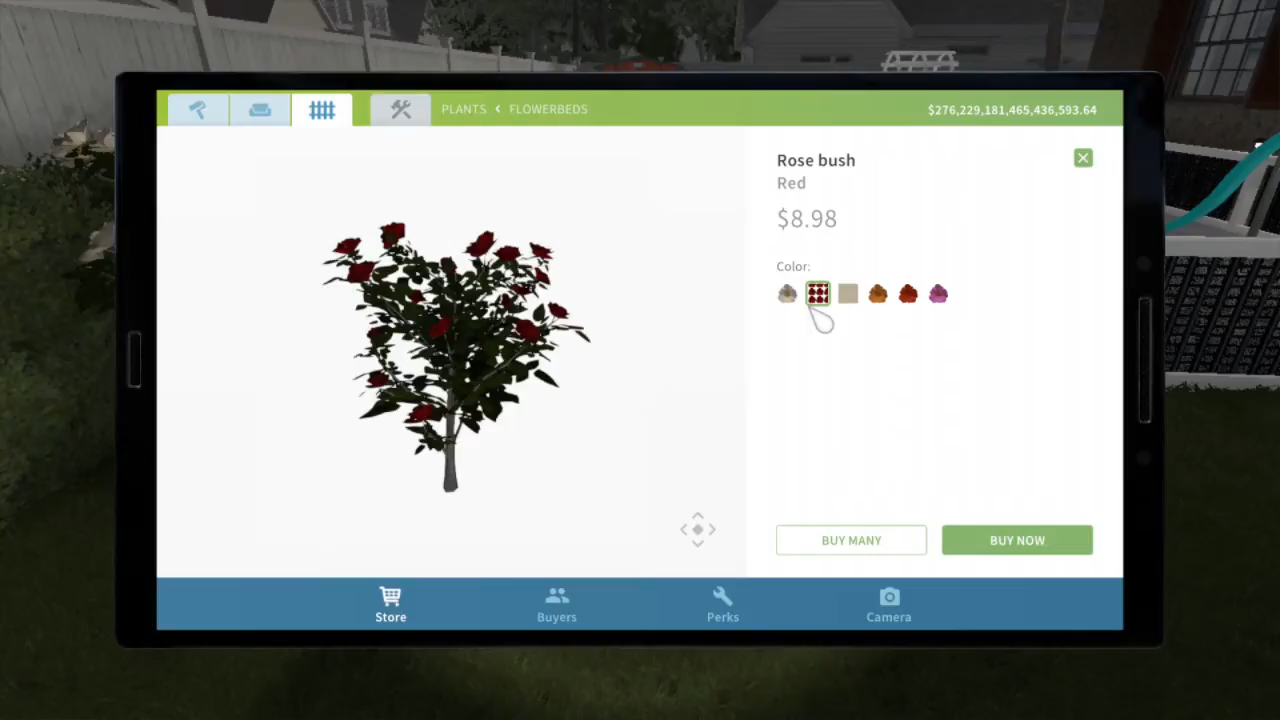 PLANTS < FLOWERBEDS
$276,229,181,465,436,593.64
Rose bush
Red
$8.98
Color:
BUY MANY
BUY NOW
Store
Buyers
Perks
Camera